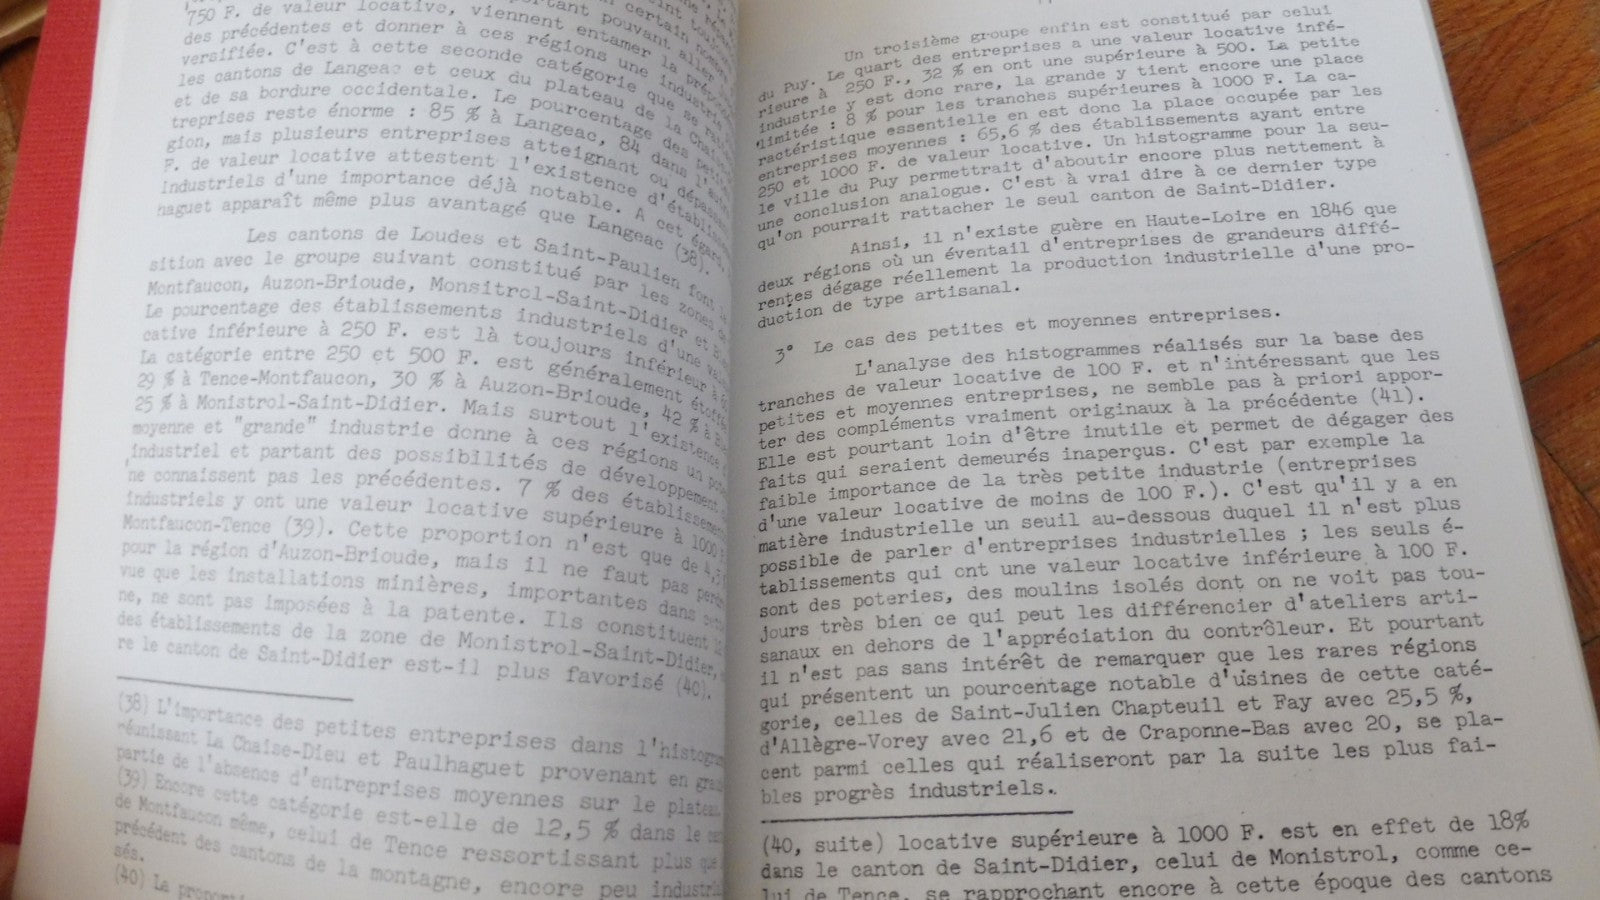 750 F. de valeur locative, viennent entamer la
des précédentes et donner à ces régions une industrie
versifiée. C'est à cette seconde catégorie que se
les cantons de Langeac et ceux du plateau de la Chaise
et de sa bordure occidentale. Le pourcentage des petites
treprises reste énorme : 85 % à Langeac, 84 dans l'
gion, mais plusieurs entreprises atteignant ou dépassant
F. de valeur locative attestent l'existence d'établisse
industriels d'une importance déjà notable. A cet égard,
haguet apparaît même plus avantagé que Langeac (38).
Les cantons de Loudes et Saint-Paulien font
sition avec le groupe suivant constitué par les zones de
Montfaucon, Auzon-Brioude, Monsitrol-Saint-Didier et
Le pourcentage des établissements industriels d'une valeur
cative inférieure à 250 F. est là toujours inférieur à
La catégorie entre 250 et 500 F. est généralement étoffée
29 % à Tence-Montfaucon, 30 % à Auzon-Brioude, 42 % à
25 % à Monistrol-Saint-Didier. Mais surtout l'existence
moyenne et "grande" industrie donne à ces régions un
industriel et partant des possibilités de développement
ne connaissent pas les précédentes. 7 % des établissements
industriels y ont une valeur locative supérieure à 1000
Montfaucon-Tence (39). Cette proportion n'est que de 4,
pour la région d'Auzon-Brioude, mais il ne faut pas
vue que les installations minières, importantes dans
ne, ne sont pas imposées à la patente. Ils constituent
des établissements de la zone de Monistrol-Saint-Didier,
re le canton de Saint-Didier est-il plus favorisé (40).
(38) L'importance des petites entreprises dans l'histogramme
réunissant La Chaise-Dieu et Paulhaguet provenant en
partie de l'absence d'entreprises moyennes sur le plateau.
(39) Encore cette catégorie est-elle de 12,5 % dans le
de Montfaucon même, celui de Tence ressortissant plus que
précédent des cantons de la montagne, encore peu
sés.
(40) La
Un troisième groupe enfin est constitué par celui
du Puy. Le quart des entreprises a une valeur locative infé-
rieure à 250 F., 32 % en ont une supérieure à 500. La petite
industrie y est donc rare, la grande y tient encore une place
limitée : 8 % pour les tranches supérieures à 1000 F. La ca-
ractéristique essentielle en est donc la place occupée par les
entreprises moyennes : 65,6 % des établissements ayant entre
250 et 1000 F. de valeur locative. Un histogramme pour la seu-
le ville du Puy permettrait d'aboutir encore plus nettement à
une conclusion analogue. C'est à vrai dire à ce dernier type
qu'on pourrait rattacher le seul canton de Saint-Didier.
Ainsi, il n'existe guère en Haute-Loire en 1846 que
deux régions où un éventail d'entreprises de grandeurs diffé-
rentes dégage réellement la production industrielle d'une pro-
duction de type artisanal.
3° Le cas des petites et moyennes entreprises.
L'analyse des histogrammes réalisés sur la base des
tranches de valeur locative de 100 F. et n'intéressant que les
petites et moyennes entreprises, ne semble pas à priori appor-
ter des compléments vraiment originaux à la précédente (41).
Elle est pourtant loin d'être inutile et permet de dégager des
faits qui seraient demeurés inaperçus. C'est par exemple la
faible importance de la très petite industrie (entreprises
d'une valeur locative de moins de 100 F.). C'est qu'il y a en
matière industrielle un seuil au-dessous duquel il n'est plus
possible de parler d'entreprises industrielles ; les seuls é-
tablissements qui ont une valeur locative inférieure à 100 F.
sont des poteries, des moulins isolés dont on ne voit pas tou-
jours très bien ce qui peut les différencier d'ateliers arti-
sanaux en dehors de l'appréciation du contrôleur. Et pourtant
il n'est pas sans intérêt de remarquer que les rares régions
qui présentent un pourcentage notable d'usines de cette caté-
gorie, celles de Saint-Julien Chapteuil et Fay avec 25,5 %,
d'Allègre-Vorey avec 21,6 et de Craponne-Bas avec 20, se pla-
cent parmi celles qui réaliseront par la suite les plus fai-
bles progrès industriels.
(40, suite) locative supérieure à 1000 F. est en effet de 18%
dans le canton de Saint-Didier, celui de Monistrol, comme ce-
lui de Tence, se rapprochant encore à cette époque des cantons